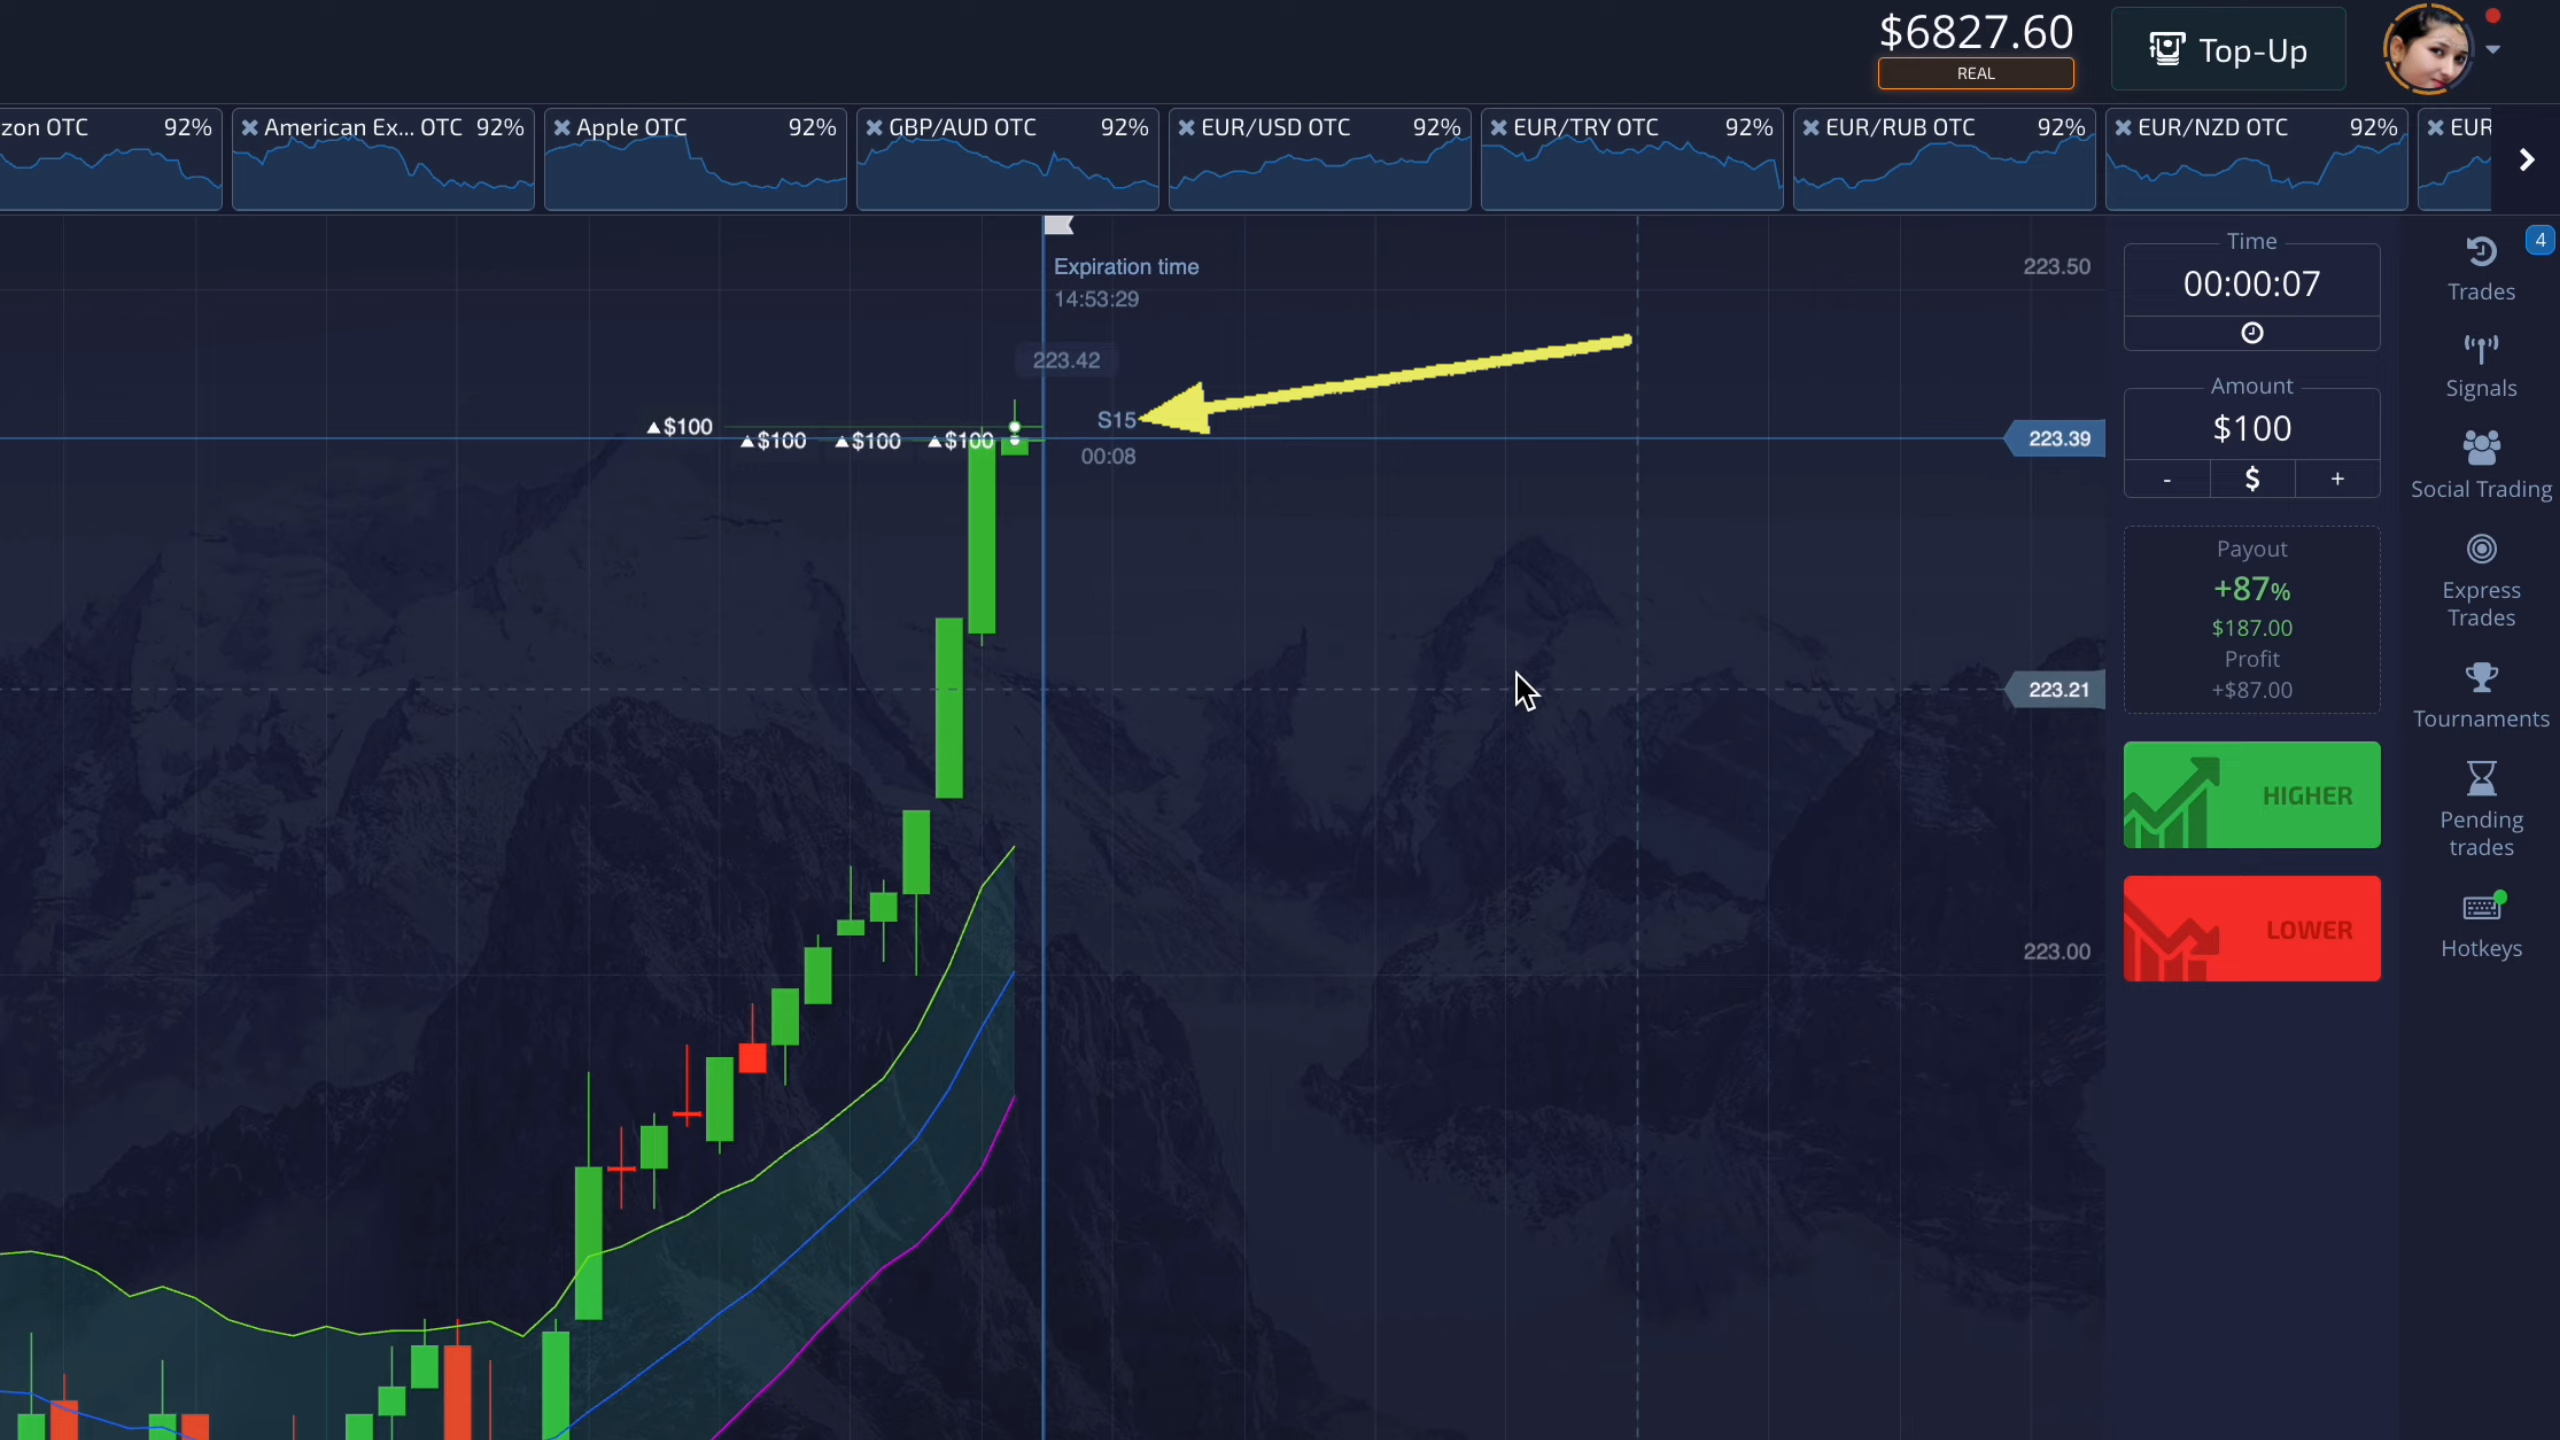 $6827.60
REAL
Top-Up
zon OTC 92%
American Ex... OTC 92%
Apple OTC 92%
GBP/AUD OTC 92%
EUR/USD OTC 92%
EUR/TRY OTC 92%
EUR/RUB OTC 92%
EUR/NZD OTC 92%
EUR
Expiration time
14:53:29
223.42
S15
00:08
$100
$100
$100
$100
223.50
223.39
223.21
223.00
Time
00:00:07
Amount
$100
- $ +
Payout
+87%
$187.00
Profit
+$87.00
HIGHER
LOWER
4
Trades
Signals
Social Trading
Express
Trades
Tournaments
Pending
trades
Hotkeys